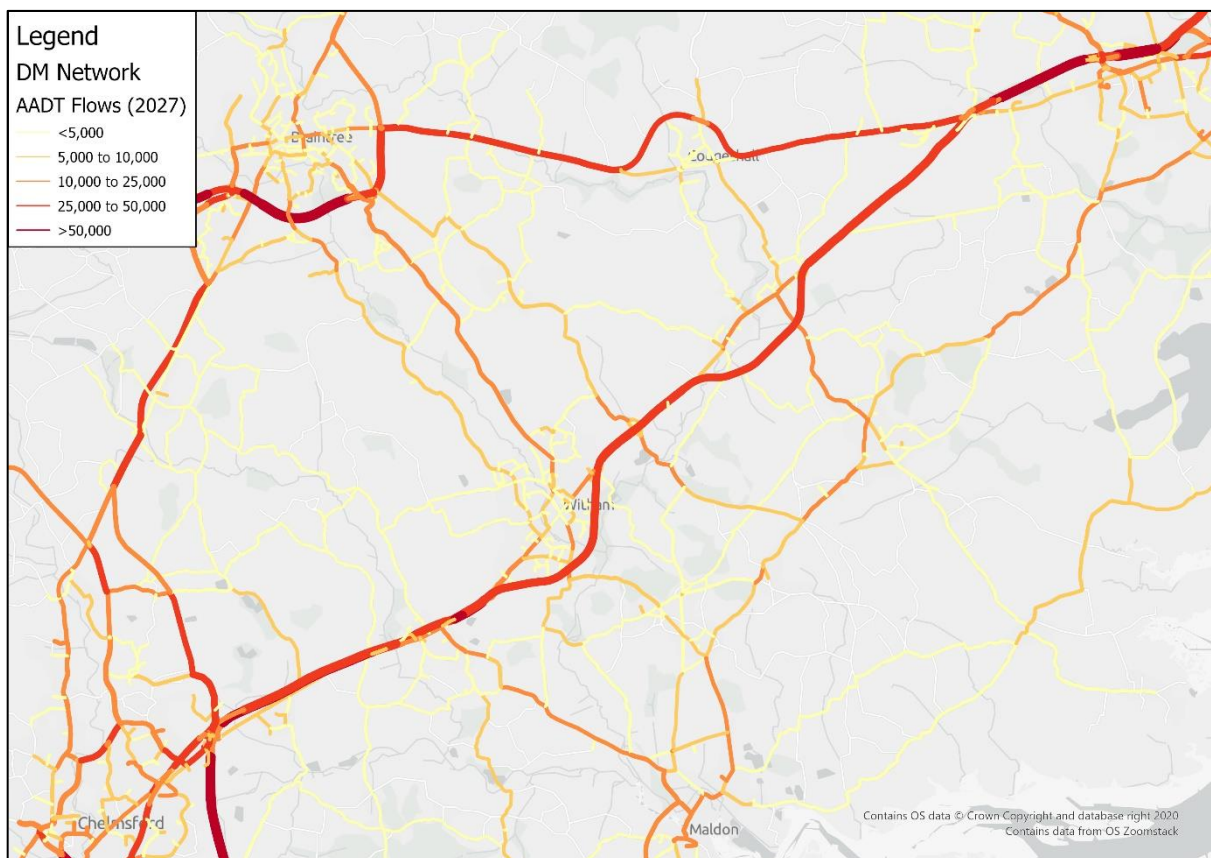 Legend
DM Network
AADT Flows (2027)
<5,000
5,000 to 10,000
10,000 to 25,000
25,000 to 50,000
>50,000
Braintree
Coggeshall
Witham
Chelmsford
Maldon
Contains OS data © Crown Copyright and database right 2020
Contains data from OS Zoomstack